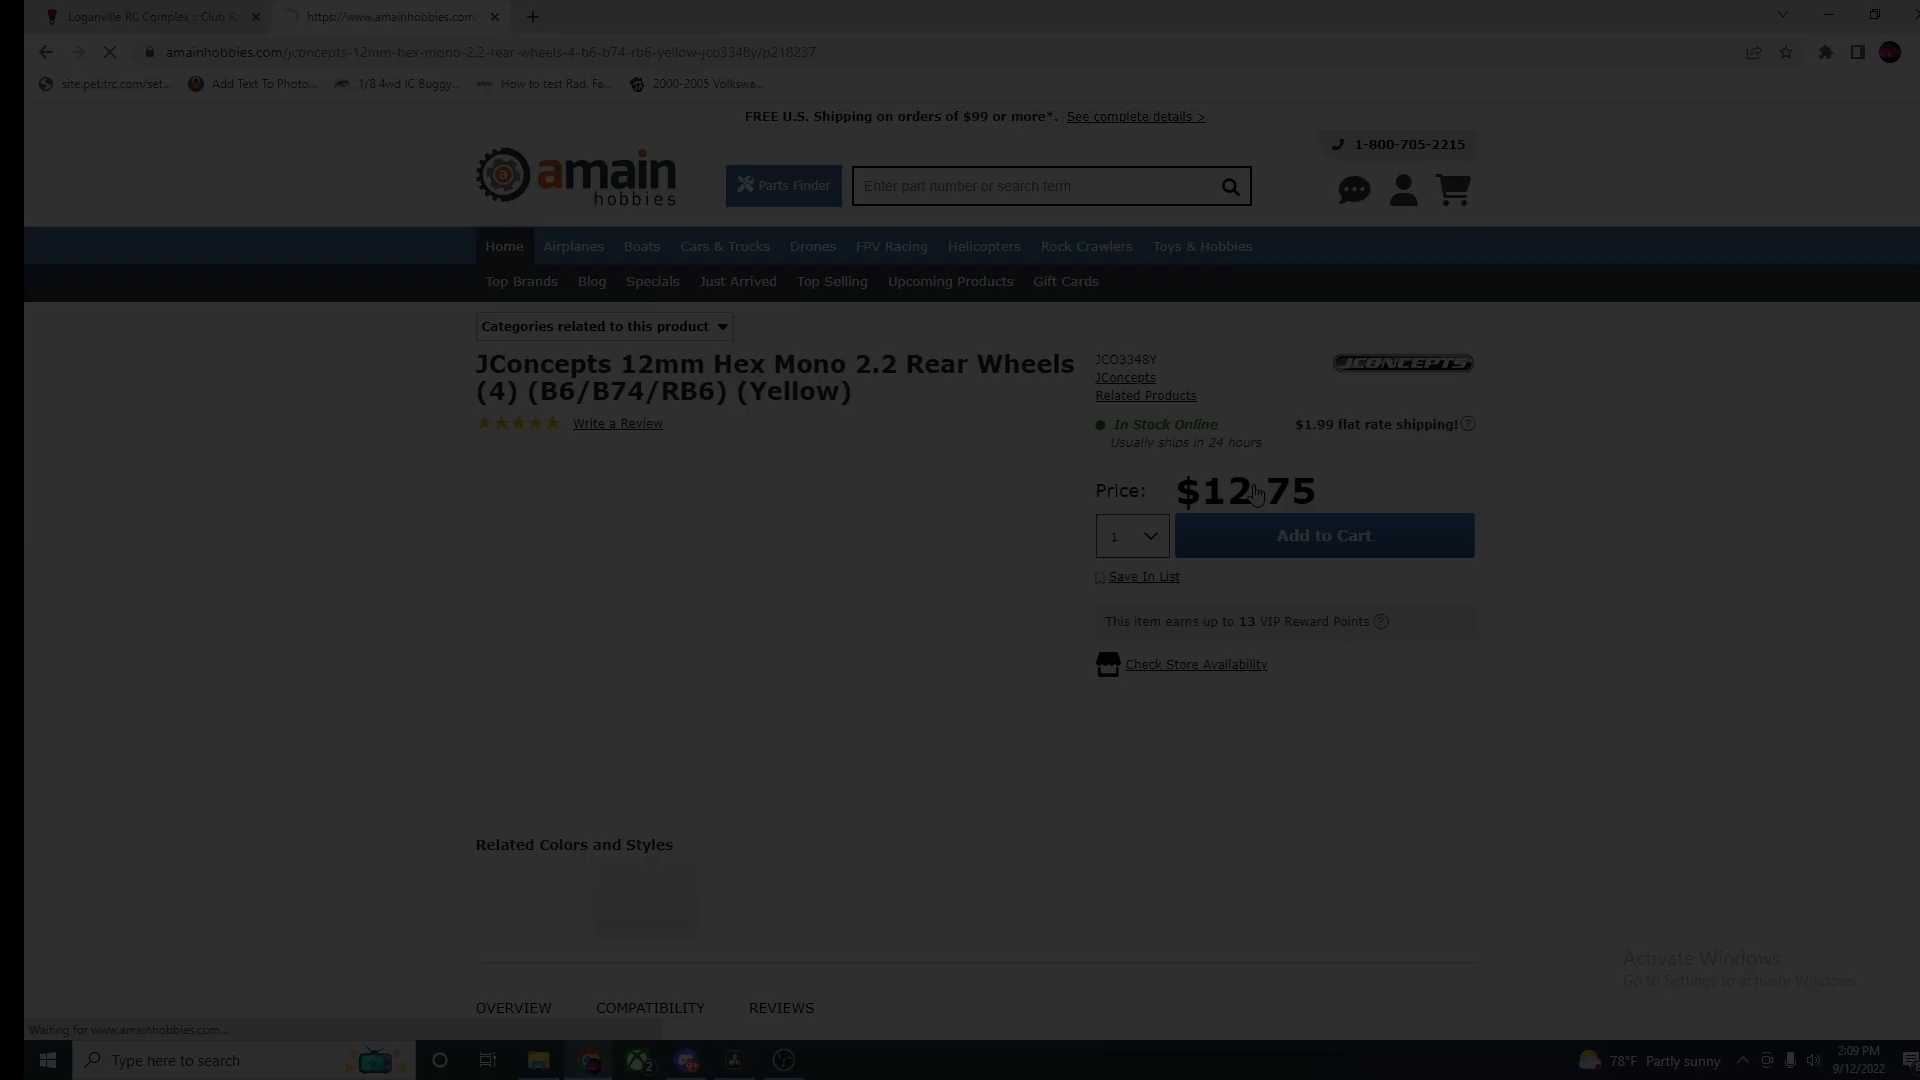 Loganville RC Complex :: Club Ra
https://www.amainhobbies.com/
amainhobbies.com/jconcepts-12mm-hex-mono-2.2-rear-wheels-4-b6-b74-rb6-yellow-jco3348y/p218237
site.petitrc.com/set... Add Text To Photo... 1/8 4wd IC Buggy... How to test Rad. Fa... 2000-2005 Volkswa...
FREE U.S. Shipping on orders of $99 or more*. See complete details >
1-800-705-2215
amain hobbies
Parts Finder
Enter part number or search term
Home Airplanes Boats Cars & Trucks Drones FPV Racing Helicopters Rock Crawlers Toys & Hobbies
Top Brands Blog Specials Just Arrived Top Selling Upcoming Products Gift Cards
Categories related to this product
JConcepts 12mm Hex Mono 2.2 Rear Wheels
(4) (B6/B74/RB6) (Yellow)
Write a Review
JCO3348Y
JConcepts
Related Products
JCONCEPTS
In Stock Online
Usually ships in 24 hours
$1.99 flat rate shipping! ?
Price: $12.75
1
Add to Cart
Save In List
This item earns up to 13 VIP Reward Points ?
Check Store Availability
Related Colors and Styles
OVERVIEW COMPATIBILITY REVIEWS
Activate Windows
Go to Settings to activate Windows.
Waiting for www.amainhobbies.com...
Type here to search
2
9+
78°F Partly sunny
2:09 PM
9/12/2022